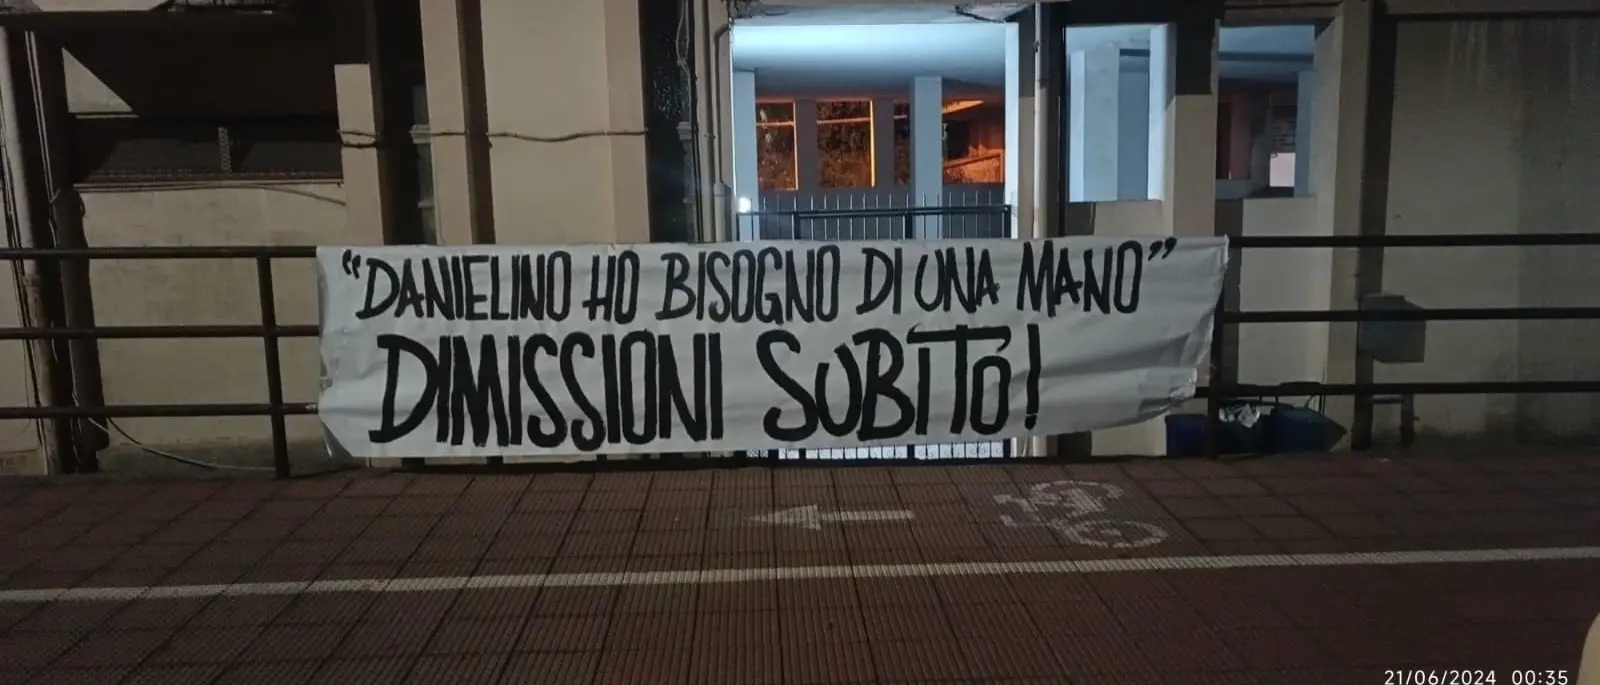 “DANIELINO HO BISOGNO DI UNA MANO”
DIMISSIONI SUBITO!
21/06/2024 00:35